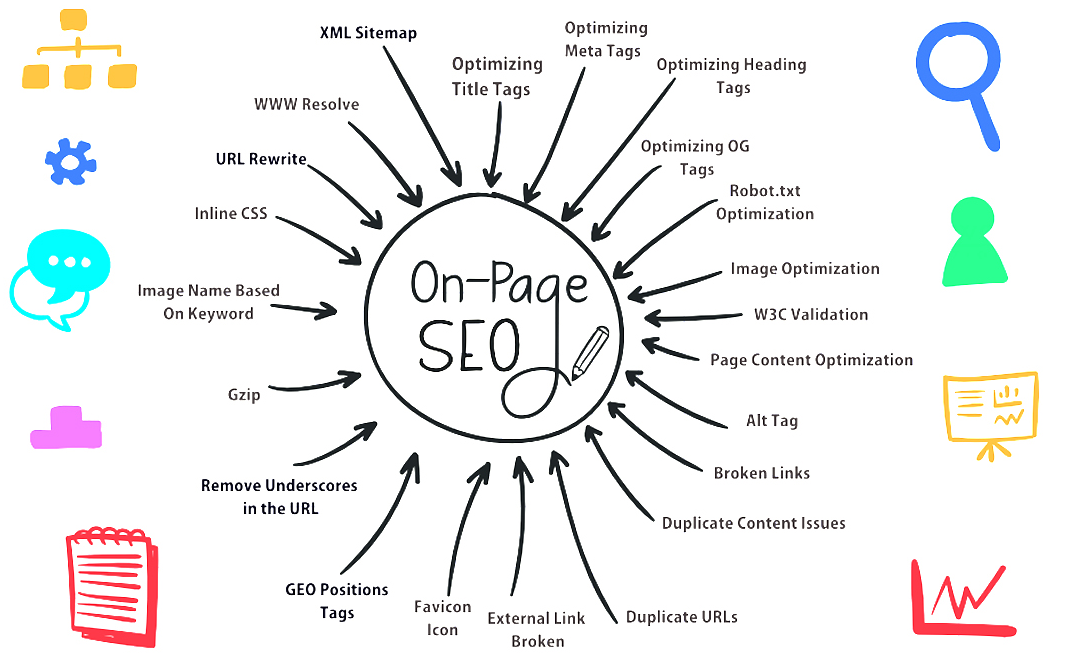 XML Sitemap
Optimizing
Title Tags
Optimizing
Meta Tags
Optimizing Heading
Tags
Optimizing OG
Tags
Robot.txt
Optimization
Image Optimization
W3C Validation
Page Content Optimization
Alt Tag
Broken Links
Duplicate Content Issues
Duplicate URLs
External Link
Broken
Favicon
Icon
GEO Positions
Tags
Remove Underscores
in the URL
Gzip
Image Name Based
On Keyword
Inline CSS
URL Rewrite
WWW Resolve
On-Page
SEO